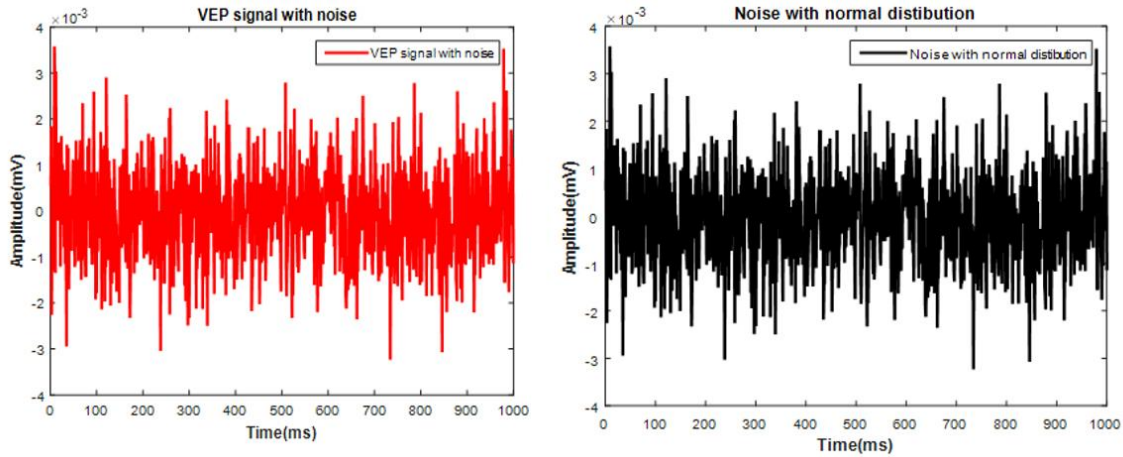 VEP signal with noise
×10⁻³
VEP signal with noise
4
3
2
1
0
-1
-2
-3
-4
Amplitude(mV)
0 100 200 300 400 500 600 700 800 900 1000
Time(ms)
Noise with normal distibution
×10⁻³
Noise with normal distibution
4
3
2
1
0
-1
-2
-3
-4
Amplitude(mV)
0 100 200 300 400 500 600 700 800 900 1000
Time(ms)